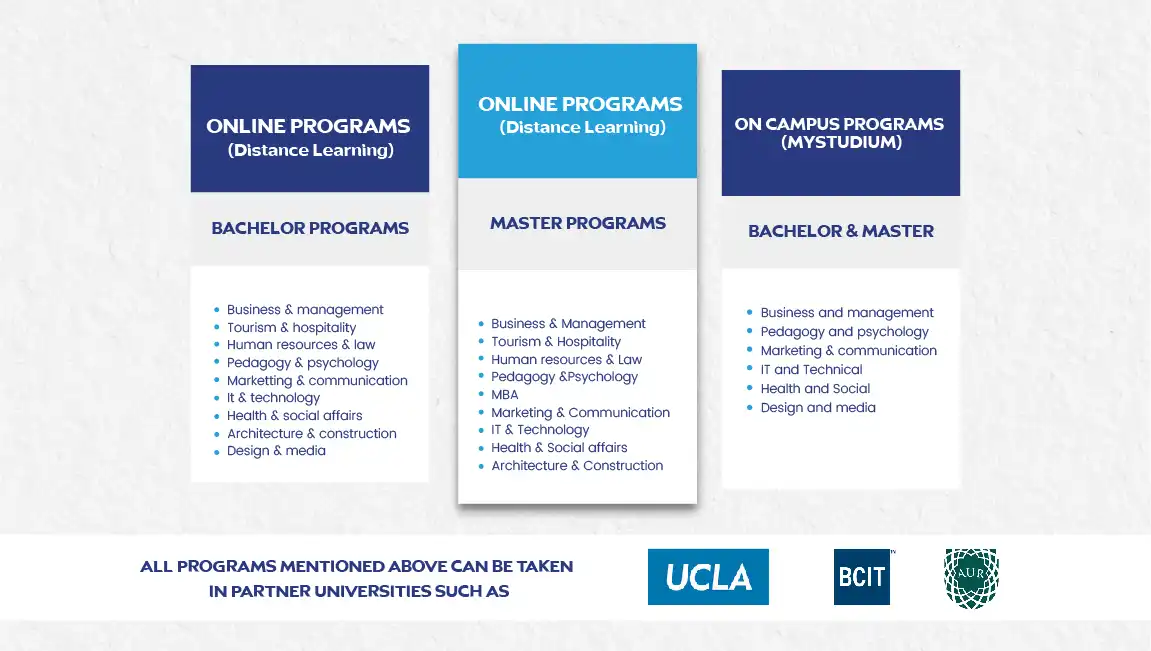 ONLINE PROGRAMS
(Distance Learning)
BACHELOR PROGRAMS
Business & management
Tourism & hospitality
Human resources & law
Pedagogy & psychology
Marketting & communication
It & technology
Health & social affairs
Architecture & construction
Design & media
ONLINE PROGRAMS
(Distance Learning)
MASTER PROGRAMS
Business & Management
Tourism & Hospitality
Human resources & Law
Pedagogy &Psychology
MBA
Marketing & Communication
IT & Technology
Health & Social affairs
Architecture & Construction
ON CAMPUS PROGRAMS
(MYSTUDIUM)
BACHELOR & MASTER
Business and management
Pedagogy and psychology
Marketing & communication
IT and Technical
Health and Social
Design and media
ALL PROGRAMS MENTIONED ABOVE CAN BE TAKEN
IN PARTNER UNIVERSITIES SUCH AS
UCLA
BCIT™
AUR